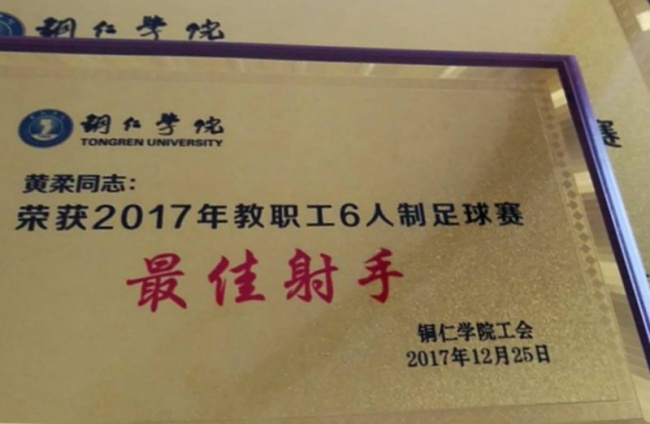 铜仁学院
铜仁学院
TONGREN UNIVERSITY
黄柔同志：
荣获2017年教职工6人制足球赛
赛
最佳射手
铜仁学院工会
2017年12月25日